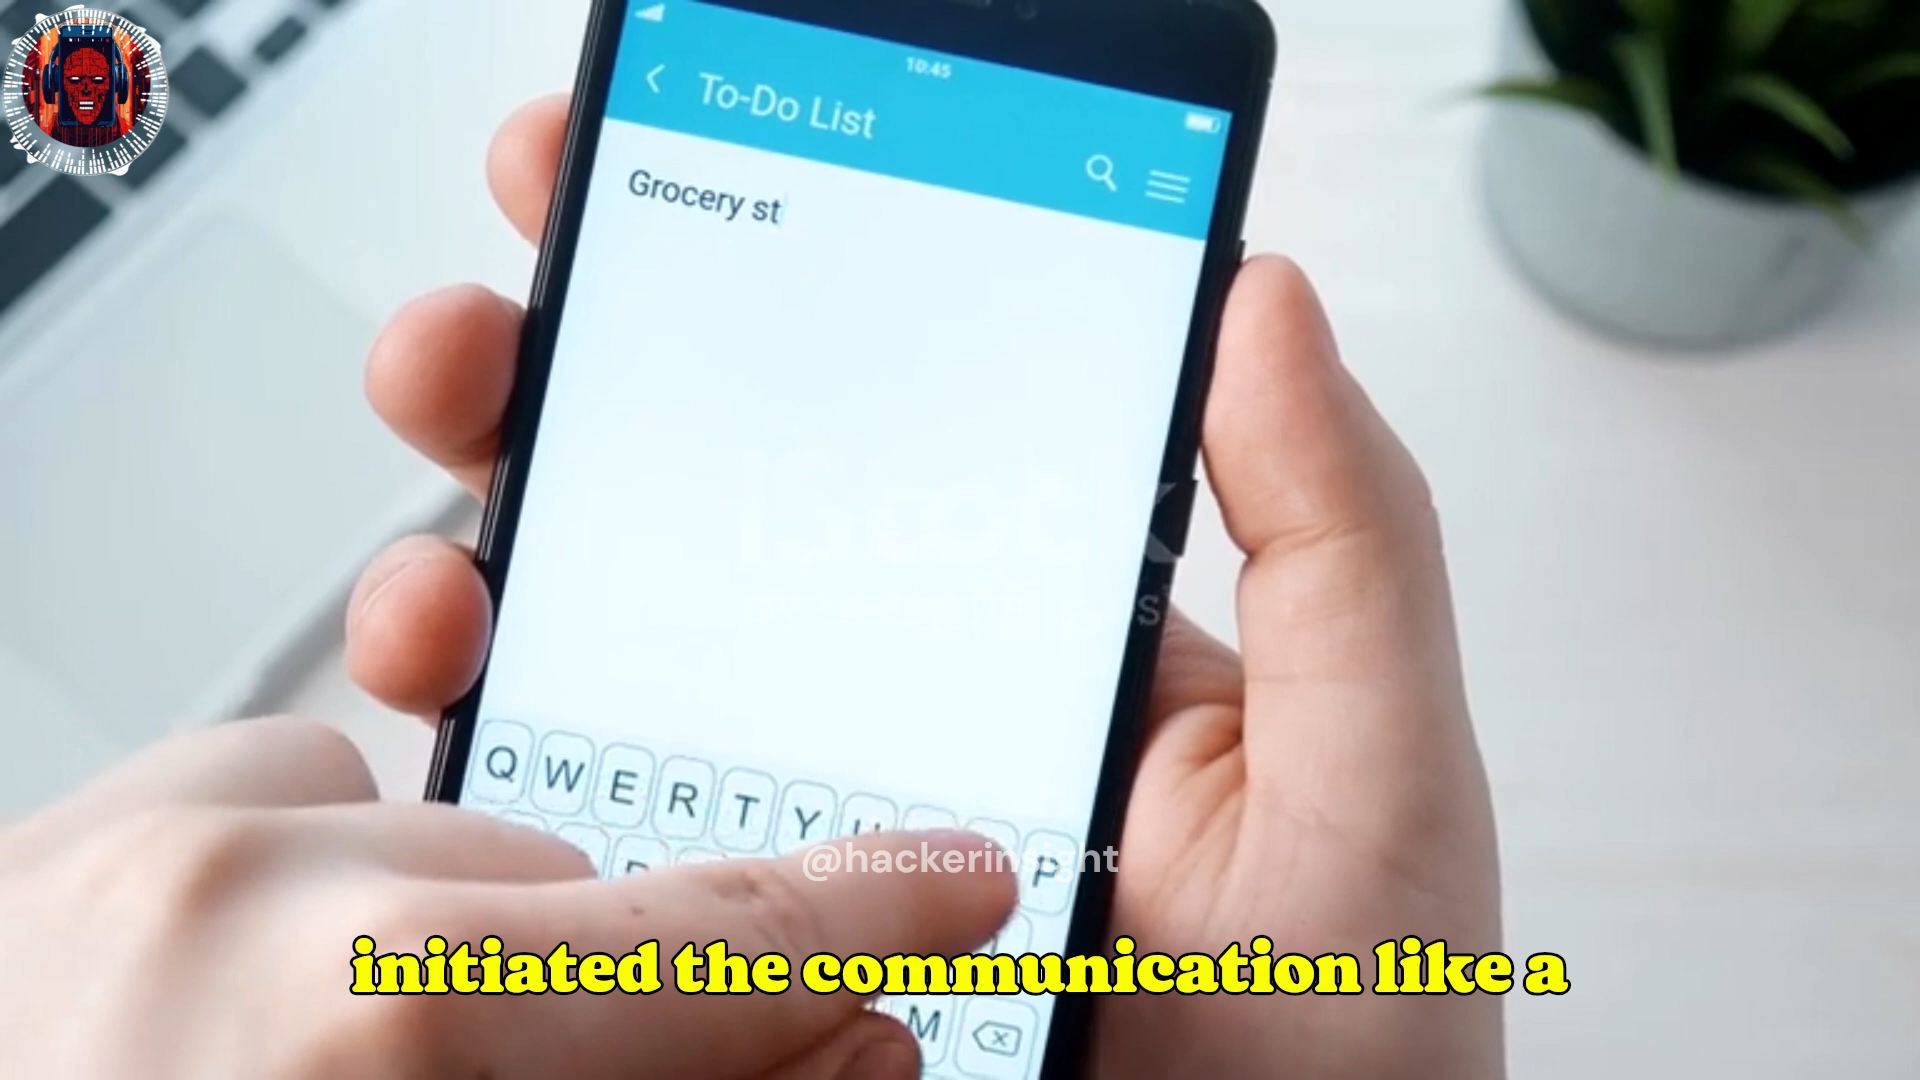 10:45
To-Do List
Grocery st
Q W E R T Y
P
@hackerinsight
initiated the communication like a
M